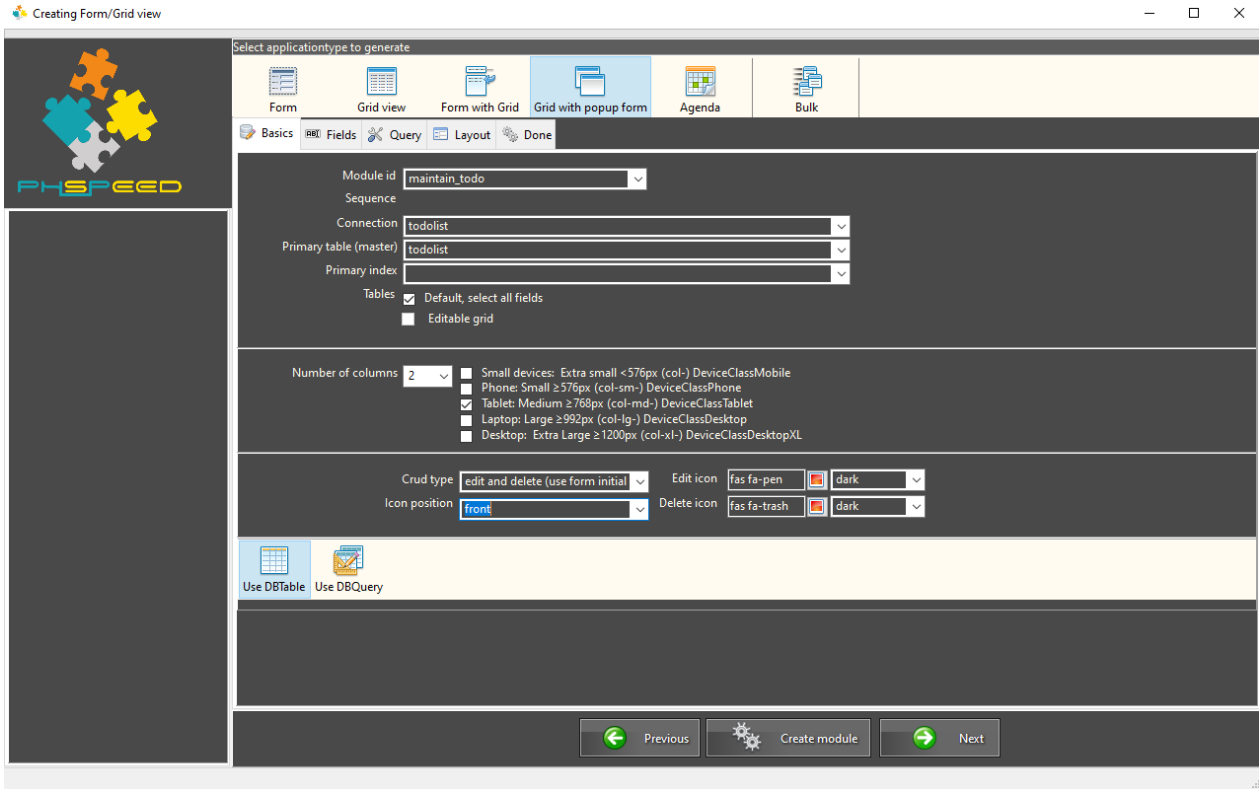 Creating Form/Grid view
PHSPEED
Select applicationtype to generate
Form Grid view Form with Grid Grid with popup form Agenda Bulk
Basics ABI Fields Query Layout Done
Module id maintain_todo
Sequence
Connection todolist
Primary table (master) todolist
Primary index
Tables Default, select all fields
Editable grid
Number of columns 2 Small devices: Extra small <576px (col-) DeviceClassMobile
Phone: Small ≥576px (col-sm-) DeviceClassPhone
Tablet: Medium ≥768px (col-md-) DeviceClassTablet
Laptop: Large ≥992px (col-lg-) DeviceClassDesktop
Desktop: Extra Large ≥1200px (col-xl-) DeviceClassDesktopXL
Crud type edit and delete (use form initial Edit icon fas fa-pen dark
Icon position front Delete icon fas fa-trash dark
Use DBTable Use DBQuery
Previous Create module Next